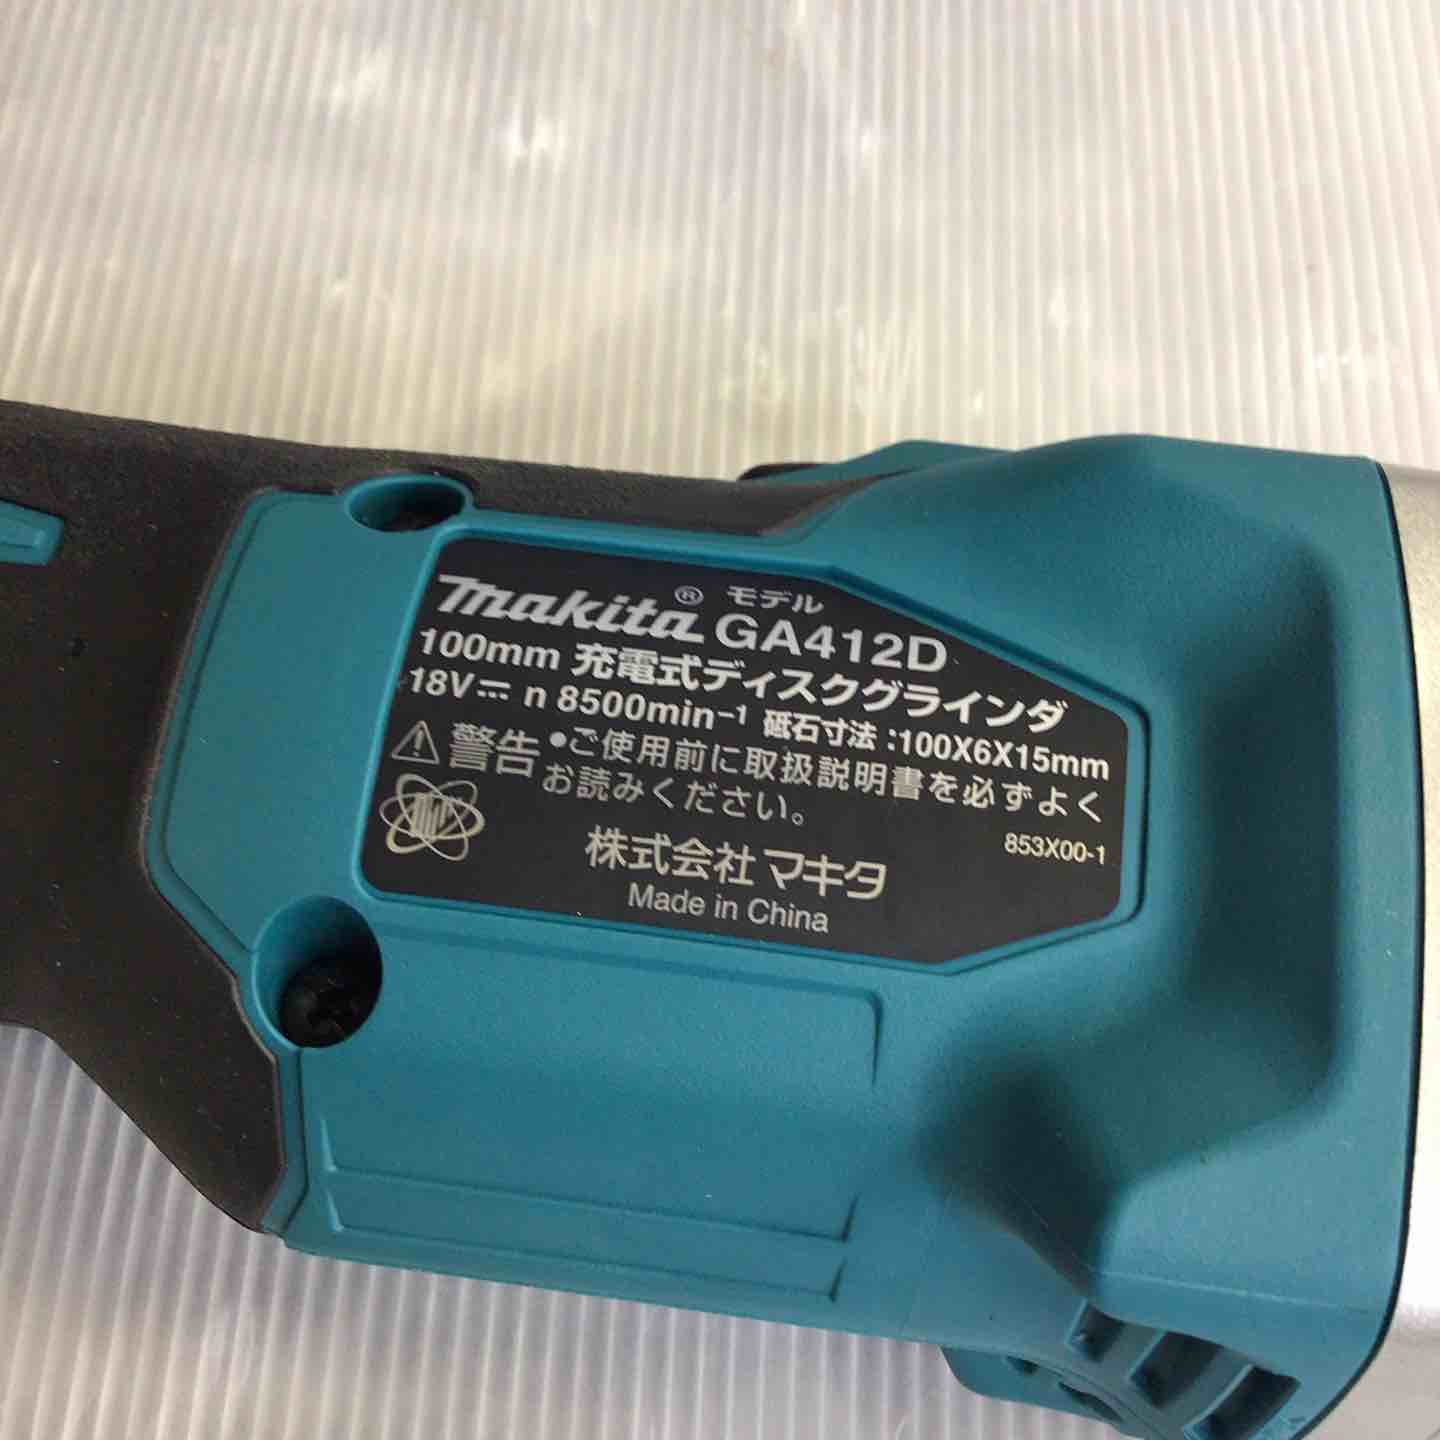 makita® モデル GA412D
100mm 充電式ディスクグラインダ
18V⎓ n 8500min⁻¹ 砥石寸法:100X6X15mm
⚠警告 •ご使用前に取扱説明書を必ずよく
お読みください。
853X00-1
株式会社 マキタ
Made in China